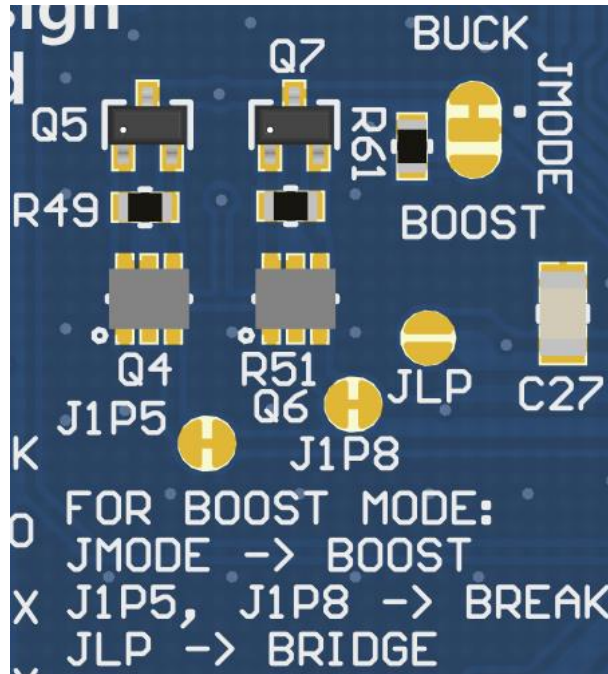 sign
d
BUCK
Q7
JMODE
Q5
R61
R49
BOOST
Q4
R51
JLP
C27
Q6
J1P5
J1P8
K
FOR BOOST MODE:
O
JMODE -> BOOST
X J1P5, J1P8 -> BREAK
JLP -> BRIDGE